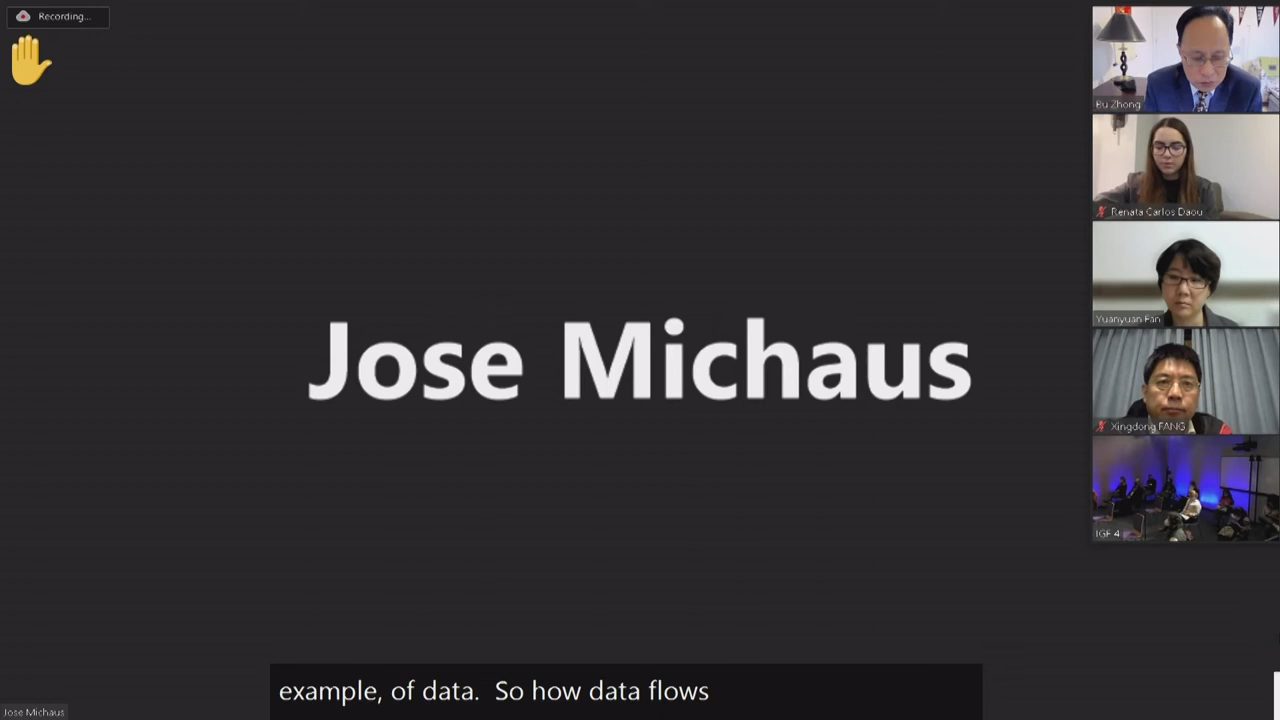 Recording...
Bu Zhong
Renata Carlos Daou
Yuanyuan Fan
Jose Michaus
Xingdong FANG
IGF 4
example, of data.  So how data flows
Jose Michaus